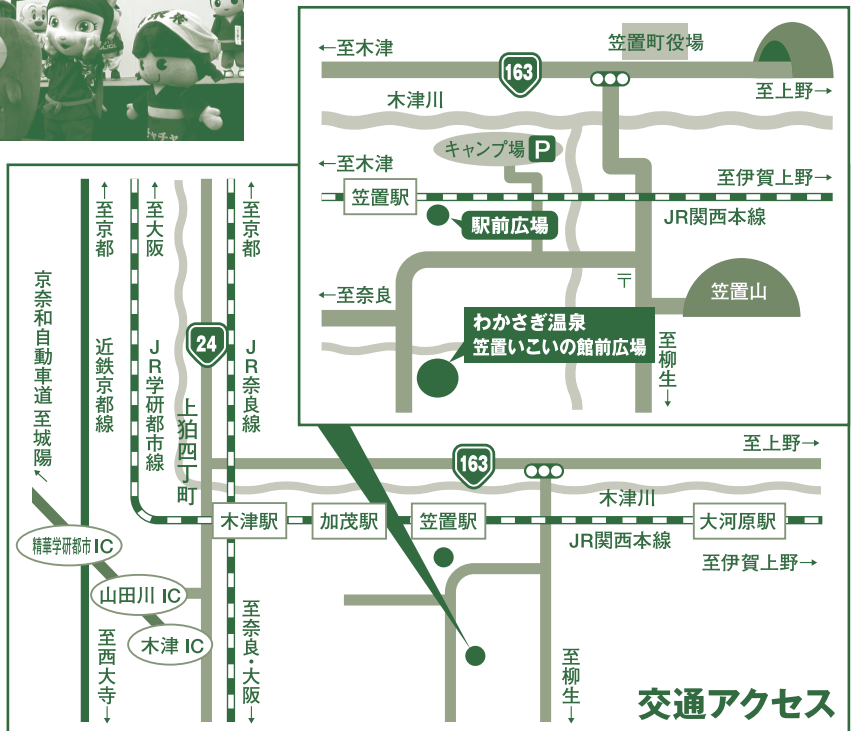 チャチャ
←至木津
163
笠置町役場
至上野→
木津川
キャンプ場 P
←至木津
至伊賀上野→
笠置駅
JR関西本線
駅前広場
〒
笠置山
←至奈良
わかさぎ温泉
笠置いこいの館前広場
至柳生→
←至京都
←至大阪
←至京都
京奈和自動車道 至城陽
←
近鉄京都線
JR学研都市線
24
上狛四丁町
JR奈良線
163
至上野→
木津川
木津駅
加茂駅
笠置駅
大河原駅
JR関西本線
至伊賀上野→
精華学研都市 IC
山田川 IC
木津 IC
至西大寺→
至奈良・大阪→
至柳生→
交通アクセス